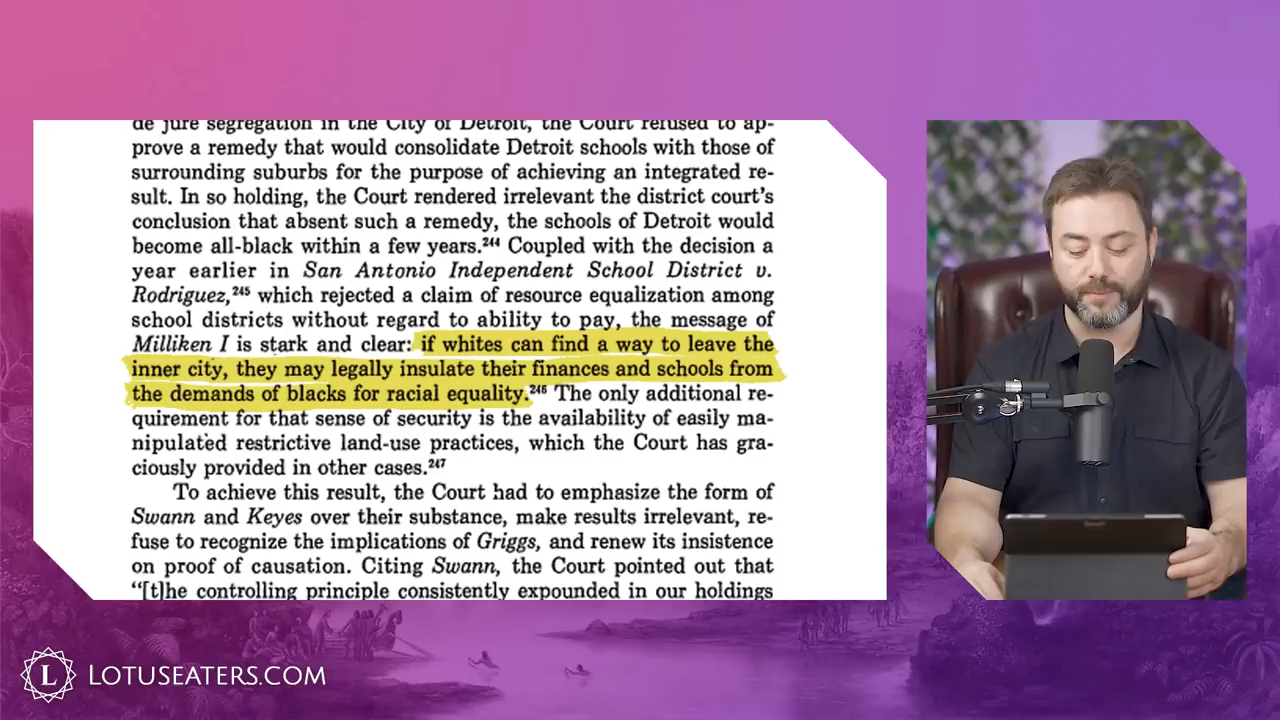 de jure segregation in the City of Detroit, the Court refused to ap-
prove a remedy that would consolidate Detroit schools with those of
surrounding suburbs for the purpose of achieving an integrated re-
sult. In so holding, the Court rendered irrelevant the district court's
conclusion that absent such a remedy, the schools of Detroit would
become all-black within a few years.²⁴⁴ Coupled with the decision a
year earlier in San Antonio Independent School District v.
Rodriguez,²⁴⁵ which rejected a claim of resource equalization among
school districts without regard to ability to pay, the message of
Milliken I is stark and clear: if whites can find a way to leave the
inner city, they may legally insulate their finances and schools from
the demands of blacks for racial equality.²⁴⁶ The only additional re-
quirement for that sense of security is the availability of easily ma-
nipulated restrictive land-use practices, which the Court has gra-
ciously provided in other cases.²⁴⁷
To achieve this result, the Court had to emphasize the form of
Swann and Keyes over their substance, make results irrelevant, re-
fuse to recognize the implications of Griggs, and renew its insistence
on proof of causation. Citing Swann, the Court pointed out that
"[t]he controlling principle consistently expounded in our holdings
L LOTUSEATERS.COM